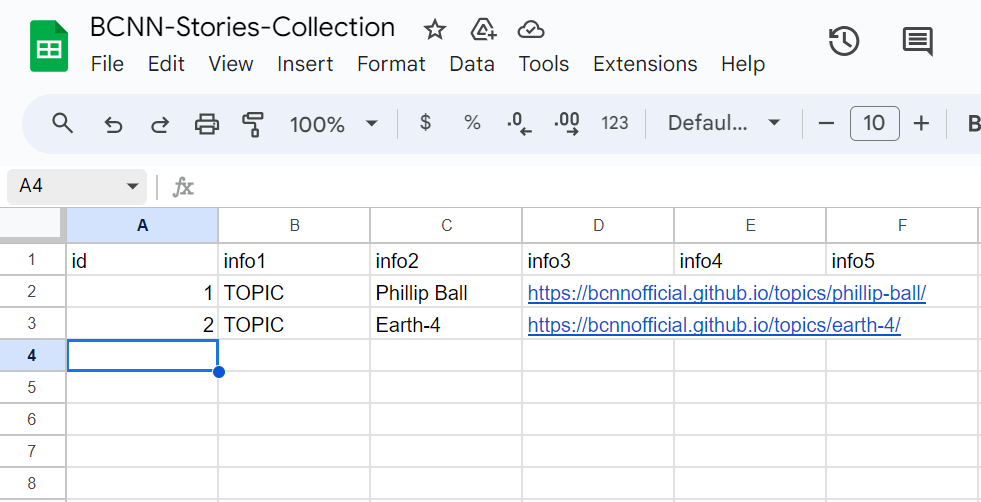 BCNN-Stories-Collection
File Edit View Insert Format Data Tools Extensions Help
100% $ % .0 .00 123 Defaul... − 10 + B
A4 fx
A B C D E F
1 id info1 info2 info3 info4 info5
2 1 TOPIC Phillip Ball https://bcnnofficial.github.io/topics/phillip-ball/
3 2 TOPIC Earth-4 https://bcnnofficial.github.io/topics/earth-4/
4
5
6
7
8